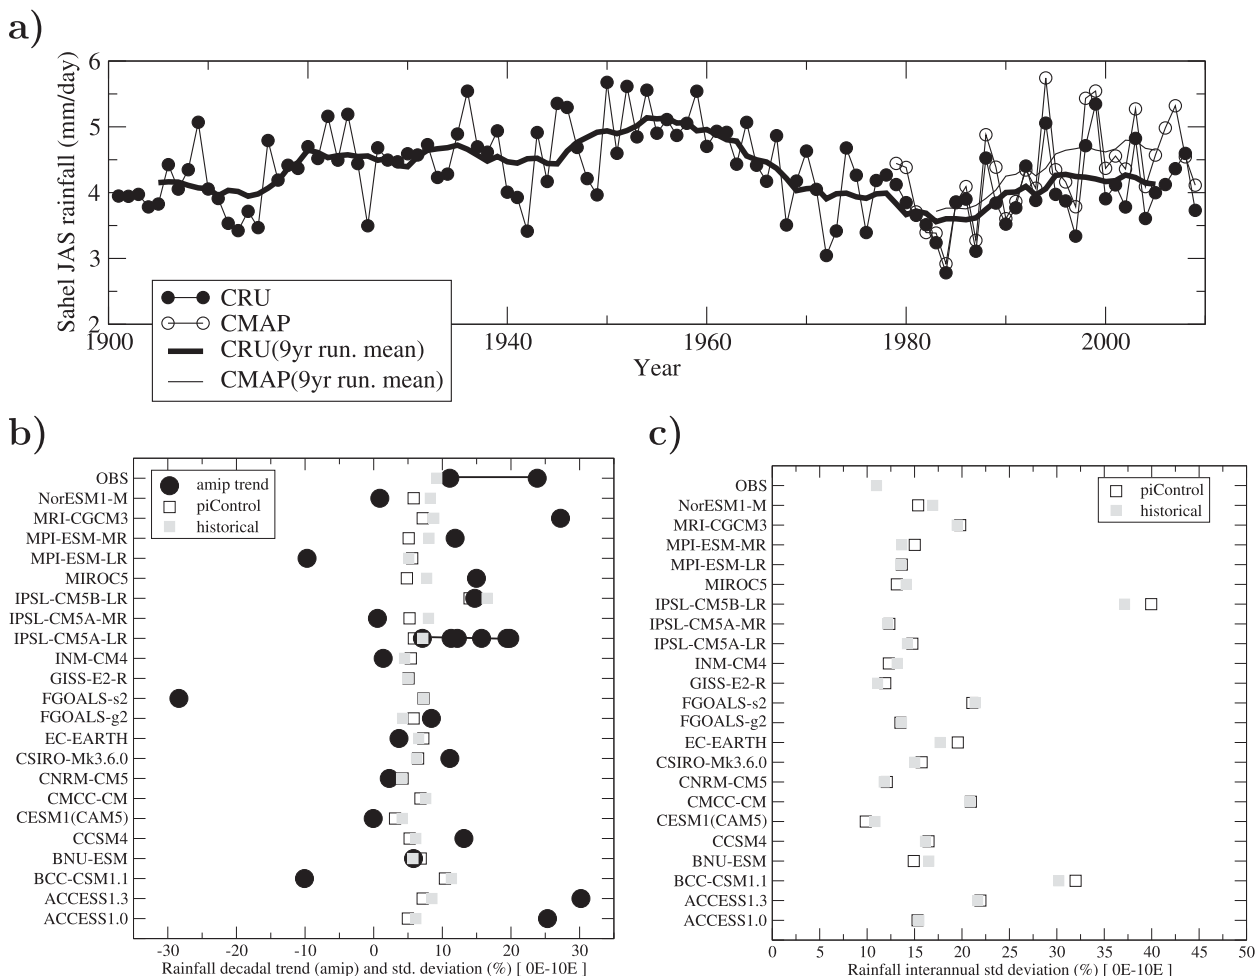 a)
6
5
4
3
2
Sahel JAS rainfall (mm/day)
CRU
CMAP
CRU(9yr run. mean)
CMAP(9yr run. mean)
1900
1940
1960
1980
2000
Year
b)
OBS
NorESM1-M
MRI-CGCM3
MPI-ESM-MR
MPI-ESM-LR
MIROC5
IPSL-CM5B-LR
IPSL-CM5A-MR
IPSL-CM5A-LR
INM-CM4
GISS-E2-R
FGOALS-s2
FGOALS-g2
EC-EARTH
CSIRO-Mk3.6.0
CNRM-CM5
CMCC-CM
CESM1(CAM5)
CCSM4
BNU-ESM
BCC-CSM1.1
ACCESS1.3
ACCESS1.0
amip trend
piControl
historical
-30 -20 -10 0 10 20 30
Rainfall decadal trend (amip) and std. deviation (%) [ 0E-10E ]
c)
OBS
NorESM1-M
MRI-CGCM3
MPI-ESM-MR
MPI-ESM-LR
MIROC5
IPSL-CM5B-LR
IPSL-CM5A-MR
IPSL-CM5A-LR
INM-CM4
GISS-E2-R
FGOALS-s2
FGOALS-g2
EC-EARTH
CSIRO-Mk3.6.0
CNRM-CM5
CMCC-CM
CESM1(CAM5)
CCSM4
BNU-ESM
BCC-CSM1.1
ACCESS1.3
ACCESS1.0
piControl
historical
0 5 10 15 20 25 30 35 40 45 50
Rainfall interannual std deviation (%) [ 0E-10E ]